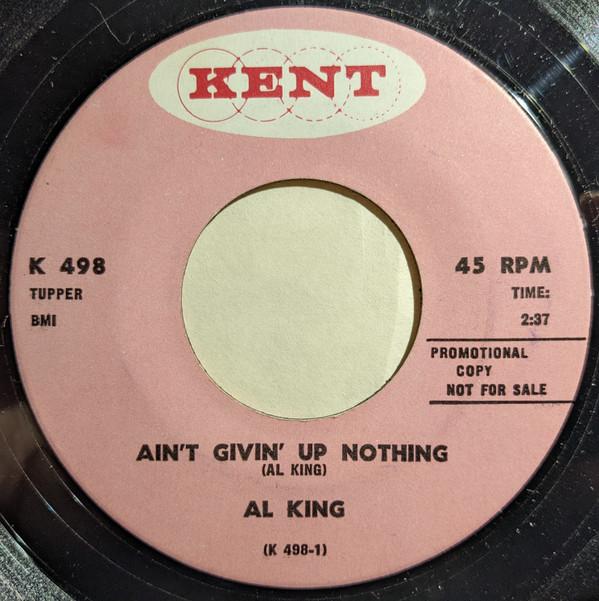 KENT
K 498
TUPPER
BMI
45 RPM
TIME:
2:37
PROMOTIONAL
COPY
NOT FOR SALE
AIN'T GIVIN' UP NOTHING
(AL KING)
AL KING
(K 498-1)